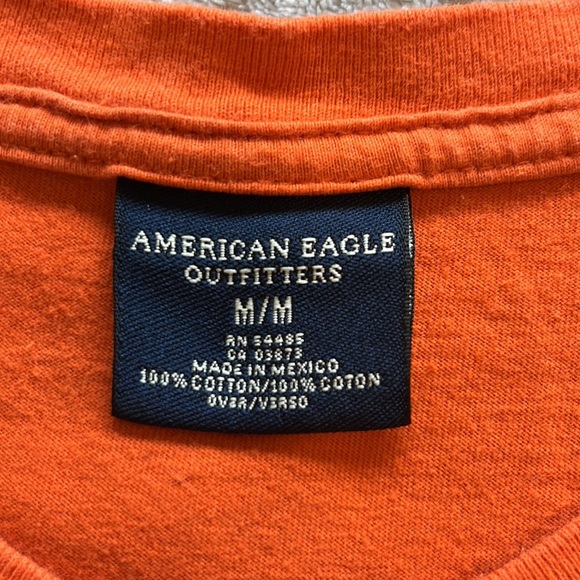 AMERICAN EAGLE
OUTFITTERS
M/M
RN 54485
CA 03873
MADE IN MEXICO
100% COTTON/100% COTON
OVER/VERSO